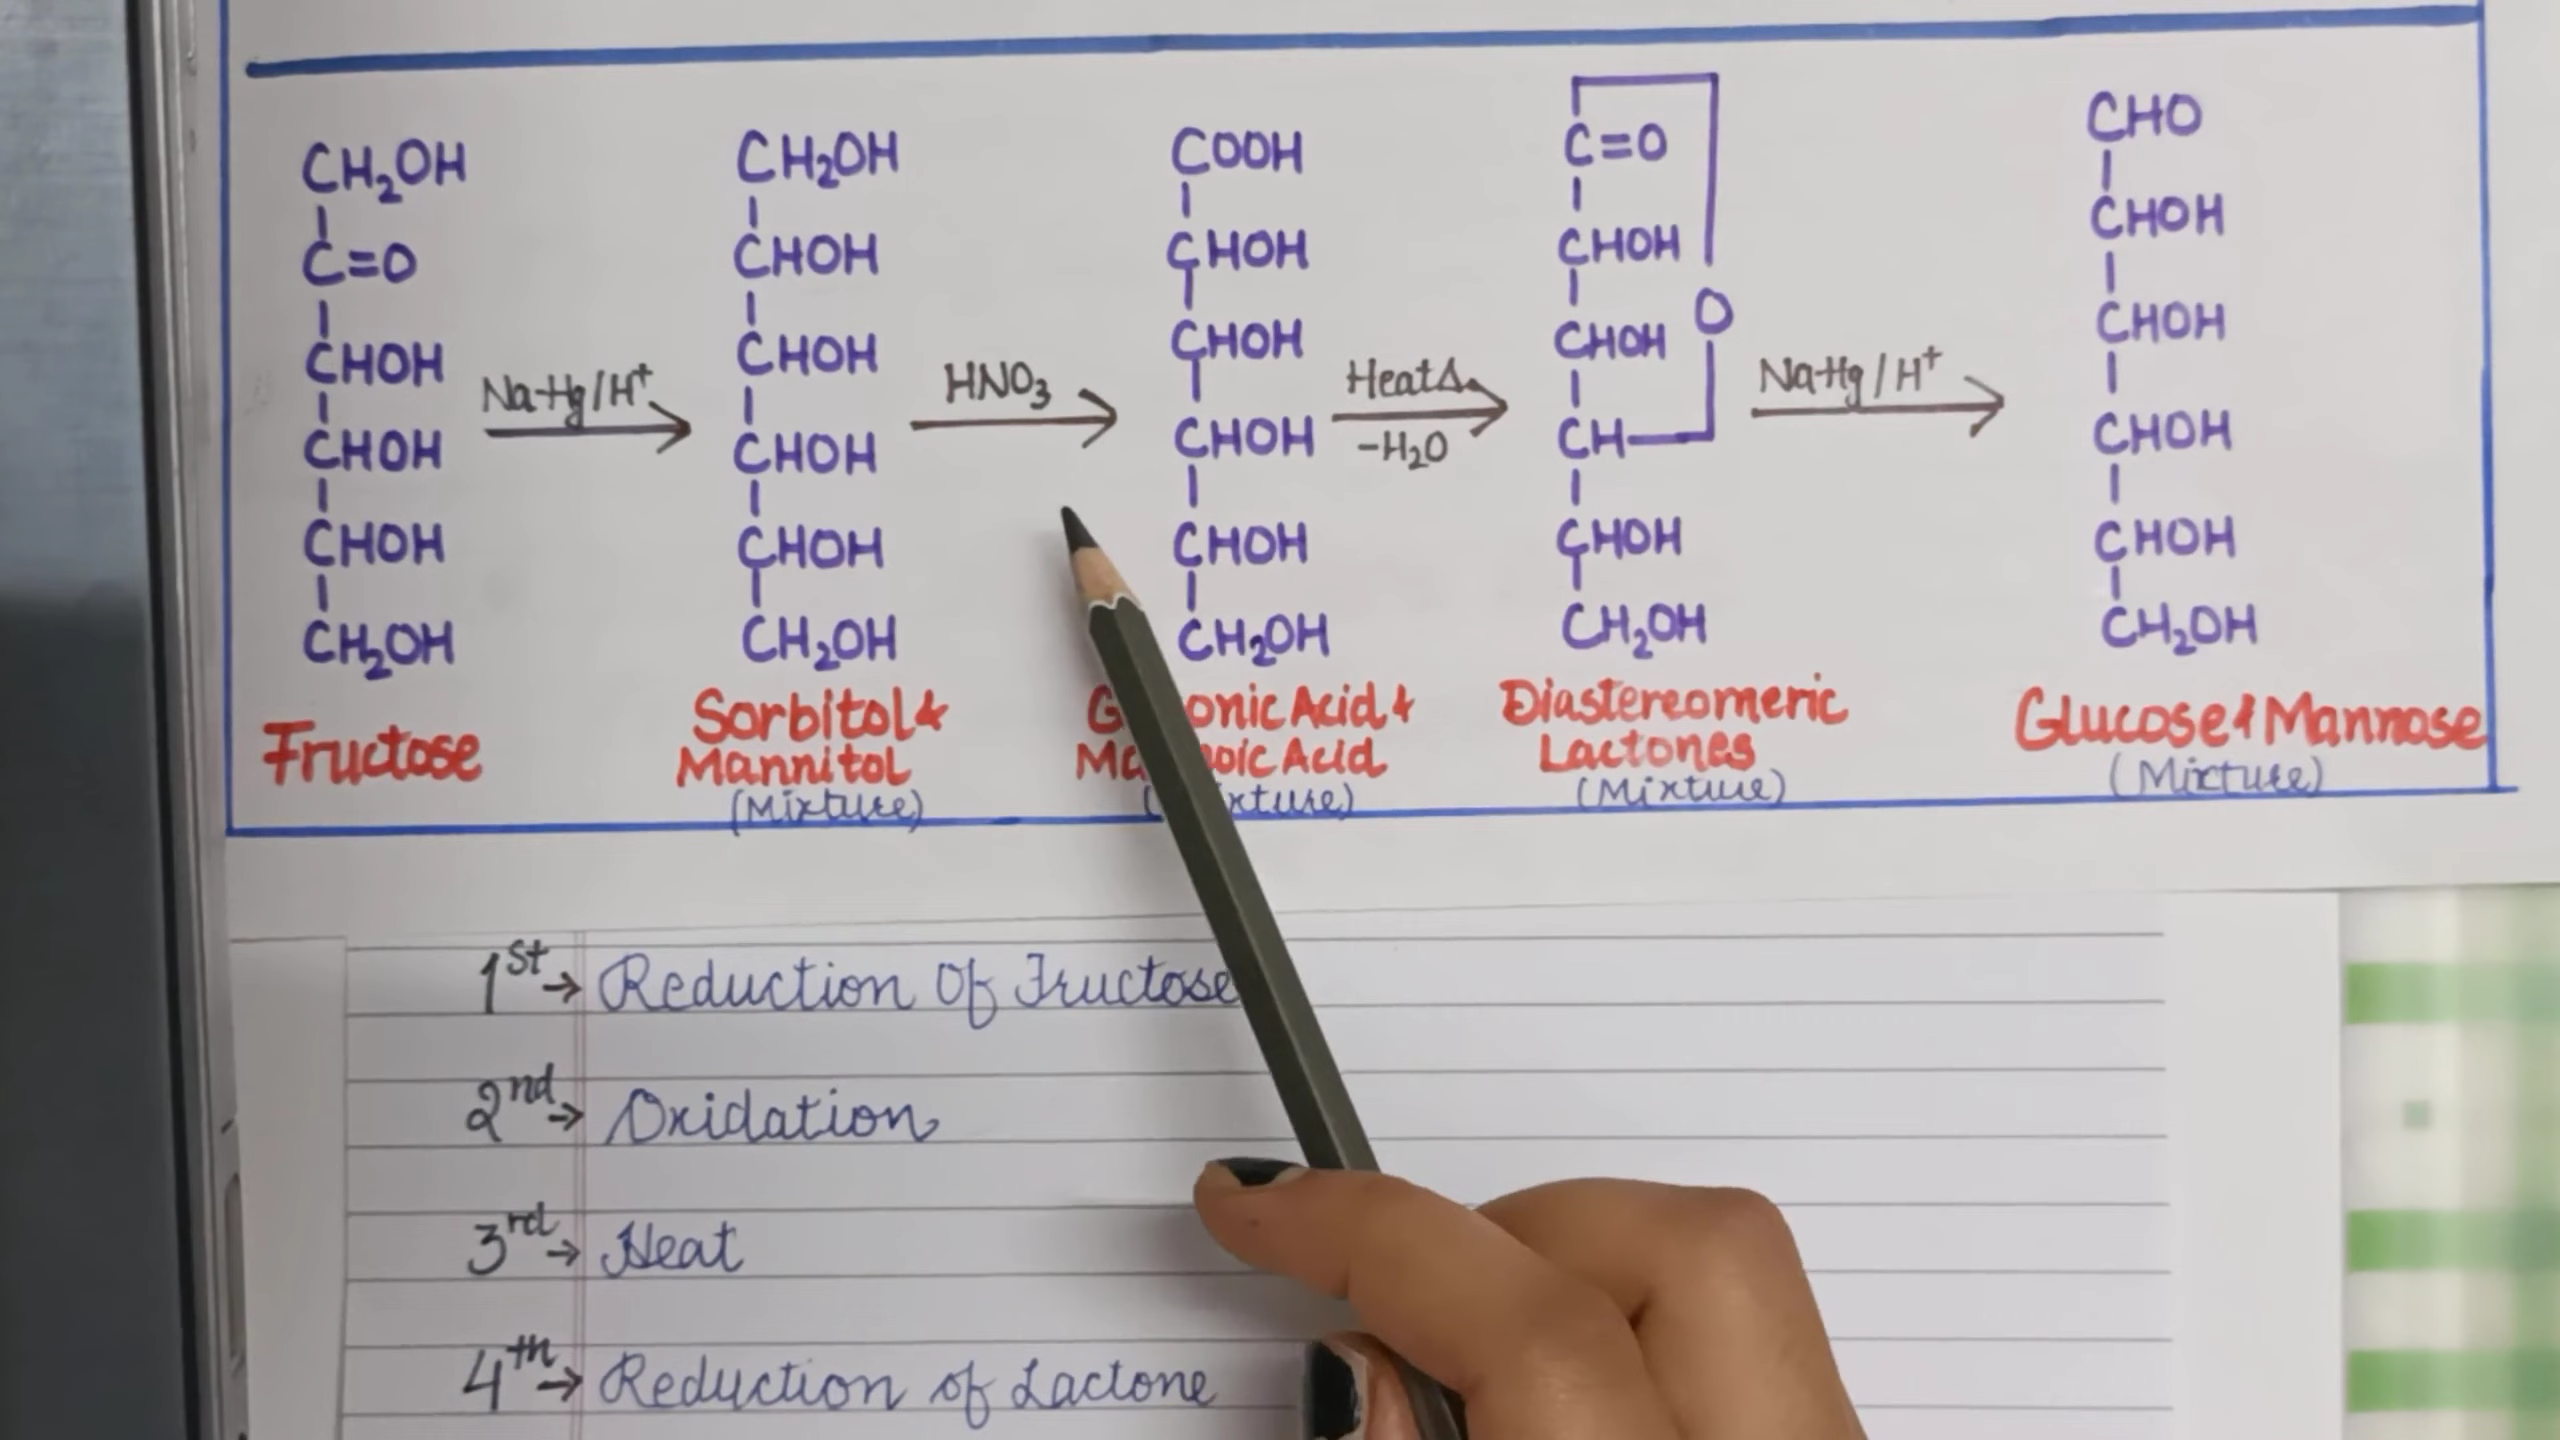 CH₂OH
C=O
CHOH
CHOH
CHOH
CH₂OH
Fructose
Na-Hg/H⁺
CH₂OH
CHOH
CHOH
CHOH
CHOH
CH₂OH
Sorbitol &
Mannitol
(Mixture)
HNO₃
COOH
CHOH
CHOH
CHOH
CHOH
CH₂OH
Acid &
Acid
Heat Δ
-H₂O
C=O
CHOH
CHOH
O
CH
CHOH
CH₂OH
Diastereomeric
Lactones
(Mixture)
Na-Hg/H⁺
CHO
CHOH
CHOH
CHOH
CHOH
CH₂OH
Glucose & Mannose
(Mixture)
1st → Reduction Of Fructose
2nd → Oxidation
3rd → Heat
4th → Reduction of Lactone